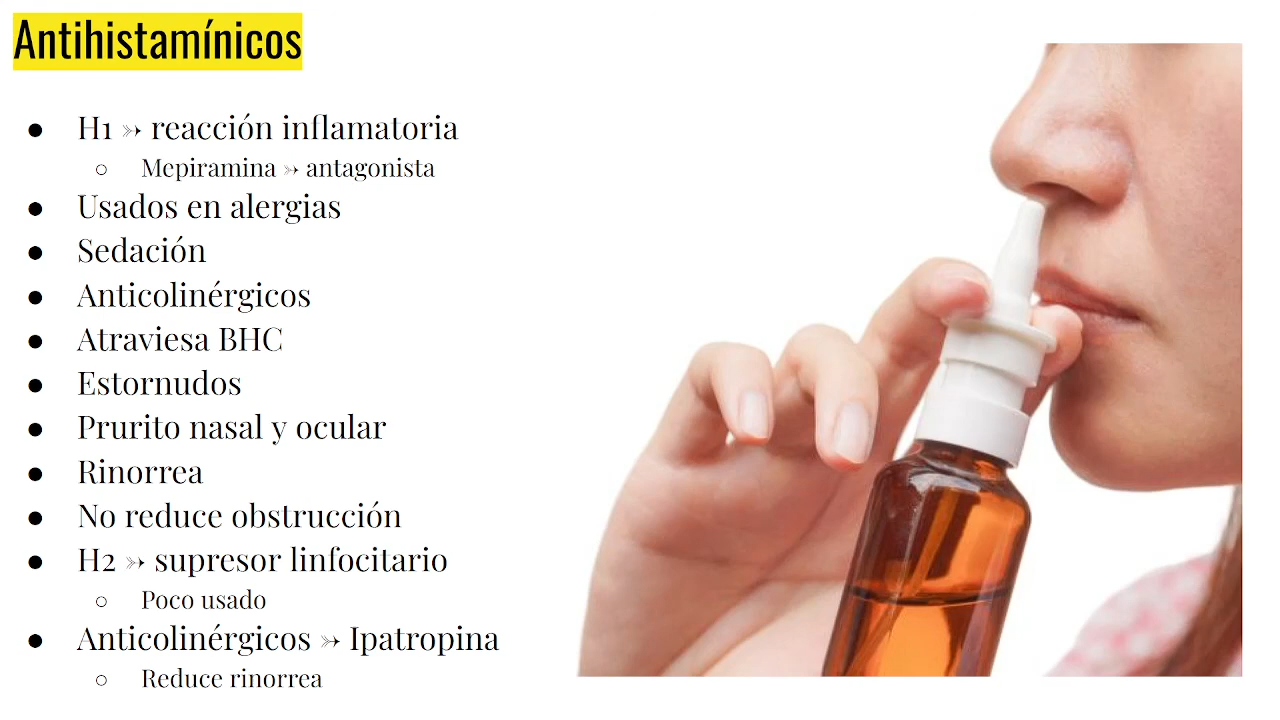 Antihistamínicos
● H1 ➳ reacción inflamatoria
○ Mepiramina ➳ antagonista
● Usados en alergias
● Sedación
● Anticolinérgicos
● Atraviesa BHC
● Estornudos
● Prurito nasal y ocular
● Rinorrea
● No reduce obstrucción
● H2 ➳ supresor linfocitario
○ Poco usado
● Anticolinérgicos ➳ Ipatropina
○ Reduce rinorrea